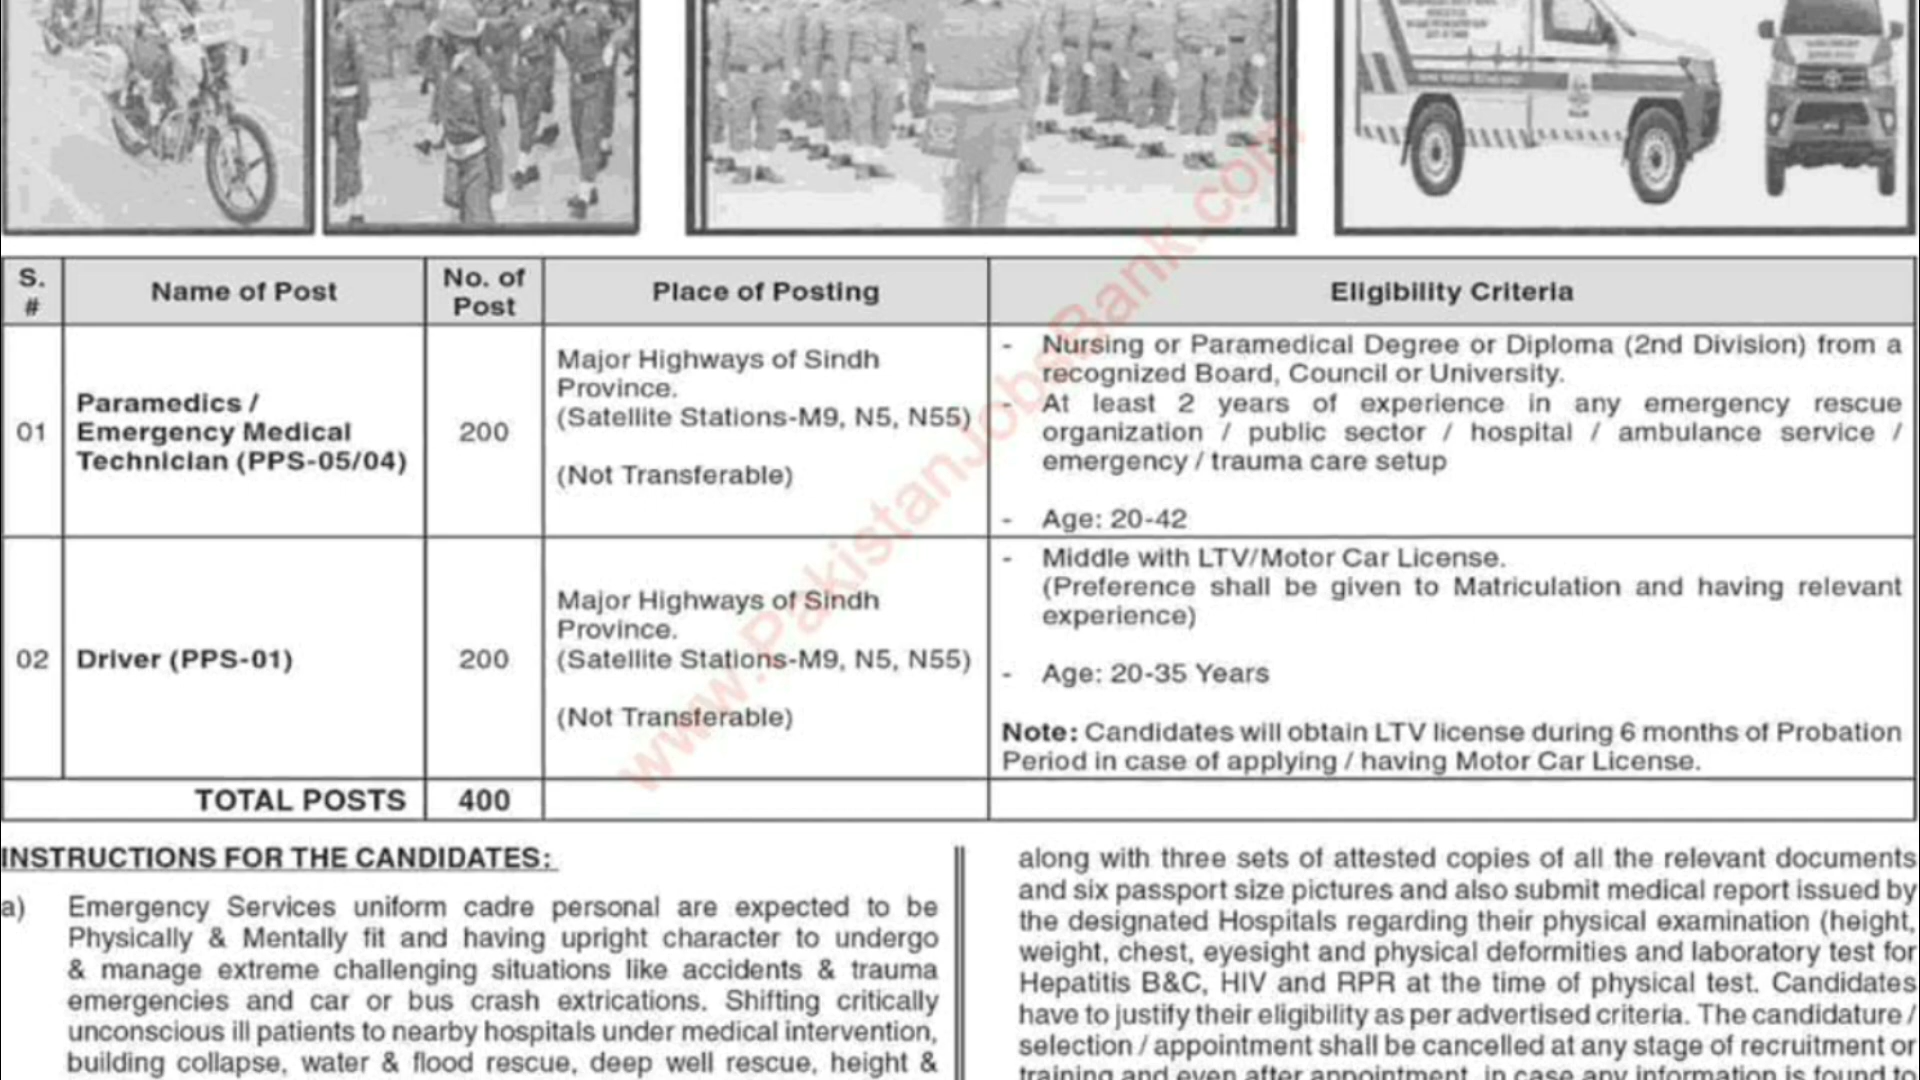 S.
#
Name of Post
No. of
Post
Place of Posting
Eligibility Criteria
01
Paramedics /
Emergency Medical
Technician (PPS-05/04)
200
Major Highways of Sindh
Province.
(Satellite Stations-M9, N5, N55)
(Not Transferable)
- Nursing or Paramedical Degree or Diploma (2nd Division) from a
recognized Board, Council or University.
- At least 2 years of experience in any emergency rescue
organization / public sector / hospital / ambulance service /
emergency / trauma care setup
- Age: 20-42
02
Driver (PPS-01)
200
Major Highways of Sindh
Province.
(Satellite Stations-M9, N5, N55)
(Not Transferable)
- Middle with LTV/Motor Car License.
(Preference shall be given to Matriculation and having relevant
experience)
- Age: 20-35 Years
Note: Candidates will obtain LTV license during 6 months of Probation
Period in case of applying / having Motor Car License.
TOTAL POSTS
400
www.PakistanJobsBank.com
INSTRUCTIONS FOR THE CANDIDATES:
a) Emergency Services uniform cadre personal are expected to be
Physically & Mentally fit and having upright character to undergo
& manage extreme challenging situations like accidents & trauma
emergencies and car or bus crash extrications. Shifting critically
unconscious ill patients to nearby hospitals under medical intervention,
building collapse, water & flood rescue, deep well rescue, height &
along with three sets of attested copies of all the relevant documents
and six passport size pictures and also submit medical report issued by
the designated Hospitals regarding their physical examination (height,
weight, chest, eyesight and physical deformities and laboratory test for
Hepatitis B&C, HIV and RPR at the time of physical test. Candidates
have to justify their eligibility as per advertised criteria. The candidature /
selection / appointment shall be cancelled at any stage of recruitment or
training and even after appointment, in case any information is found to